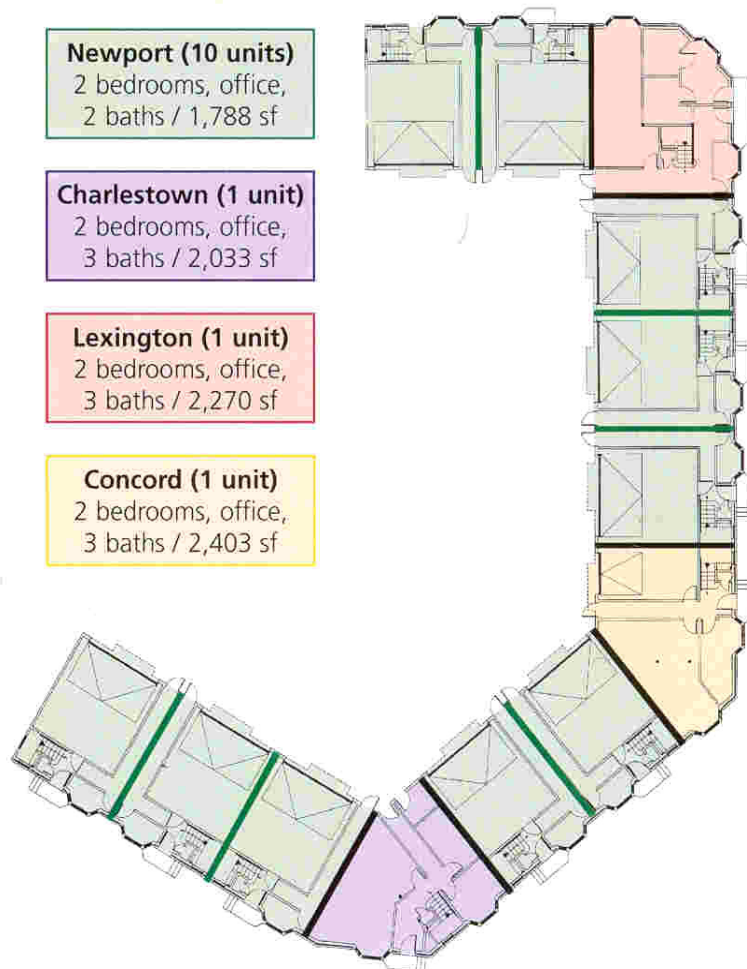 Newport (10 units)
2 bedrooms, office,
2 baths / 1,788 sf
Charlestown (1 unit)
2 bedrooms, office,
3 baths / 2,033 sf
Lexington (1 unit)
2 bedrooms, office,
3 baths / 2,270 sf
Concord (1 unit)
2 bedrooms, office,
3 baths / 2,403 sf